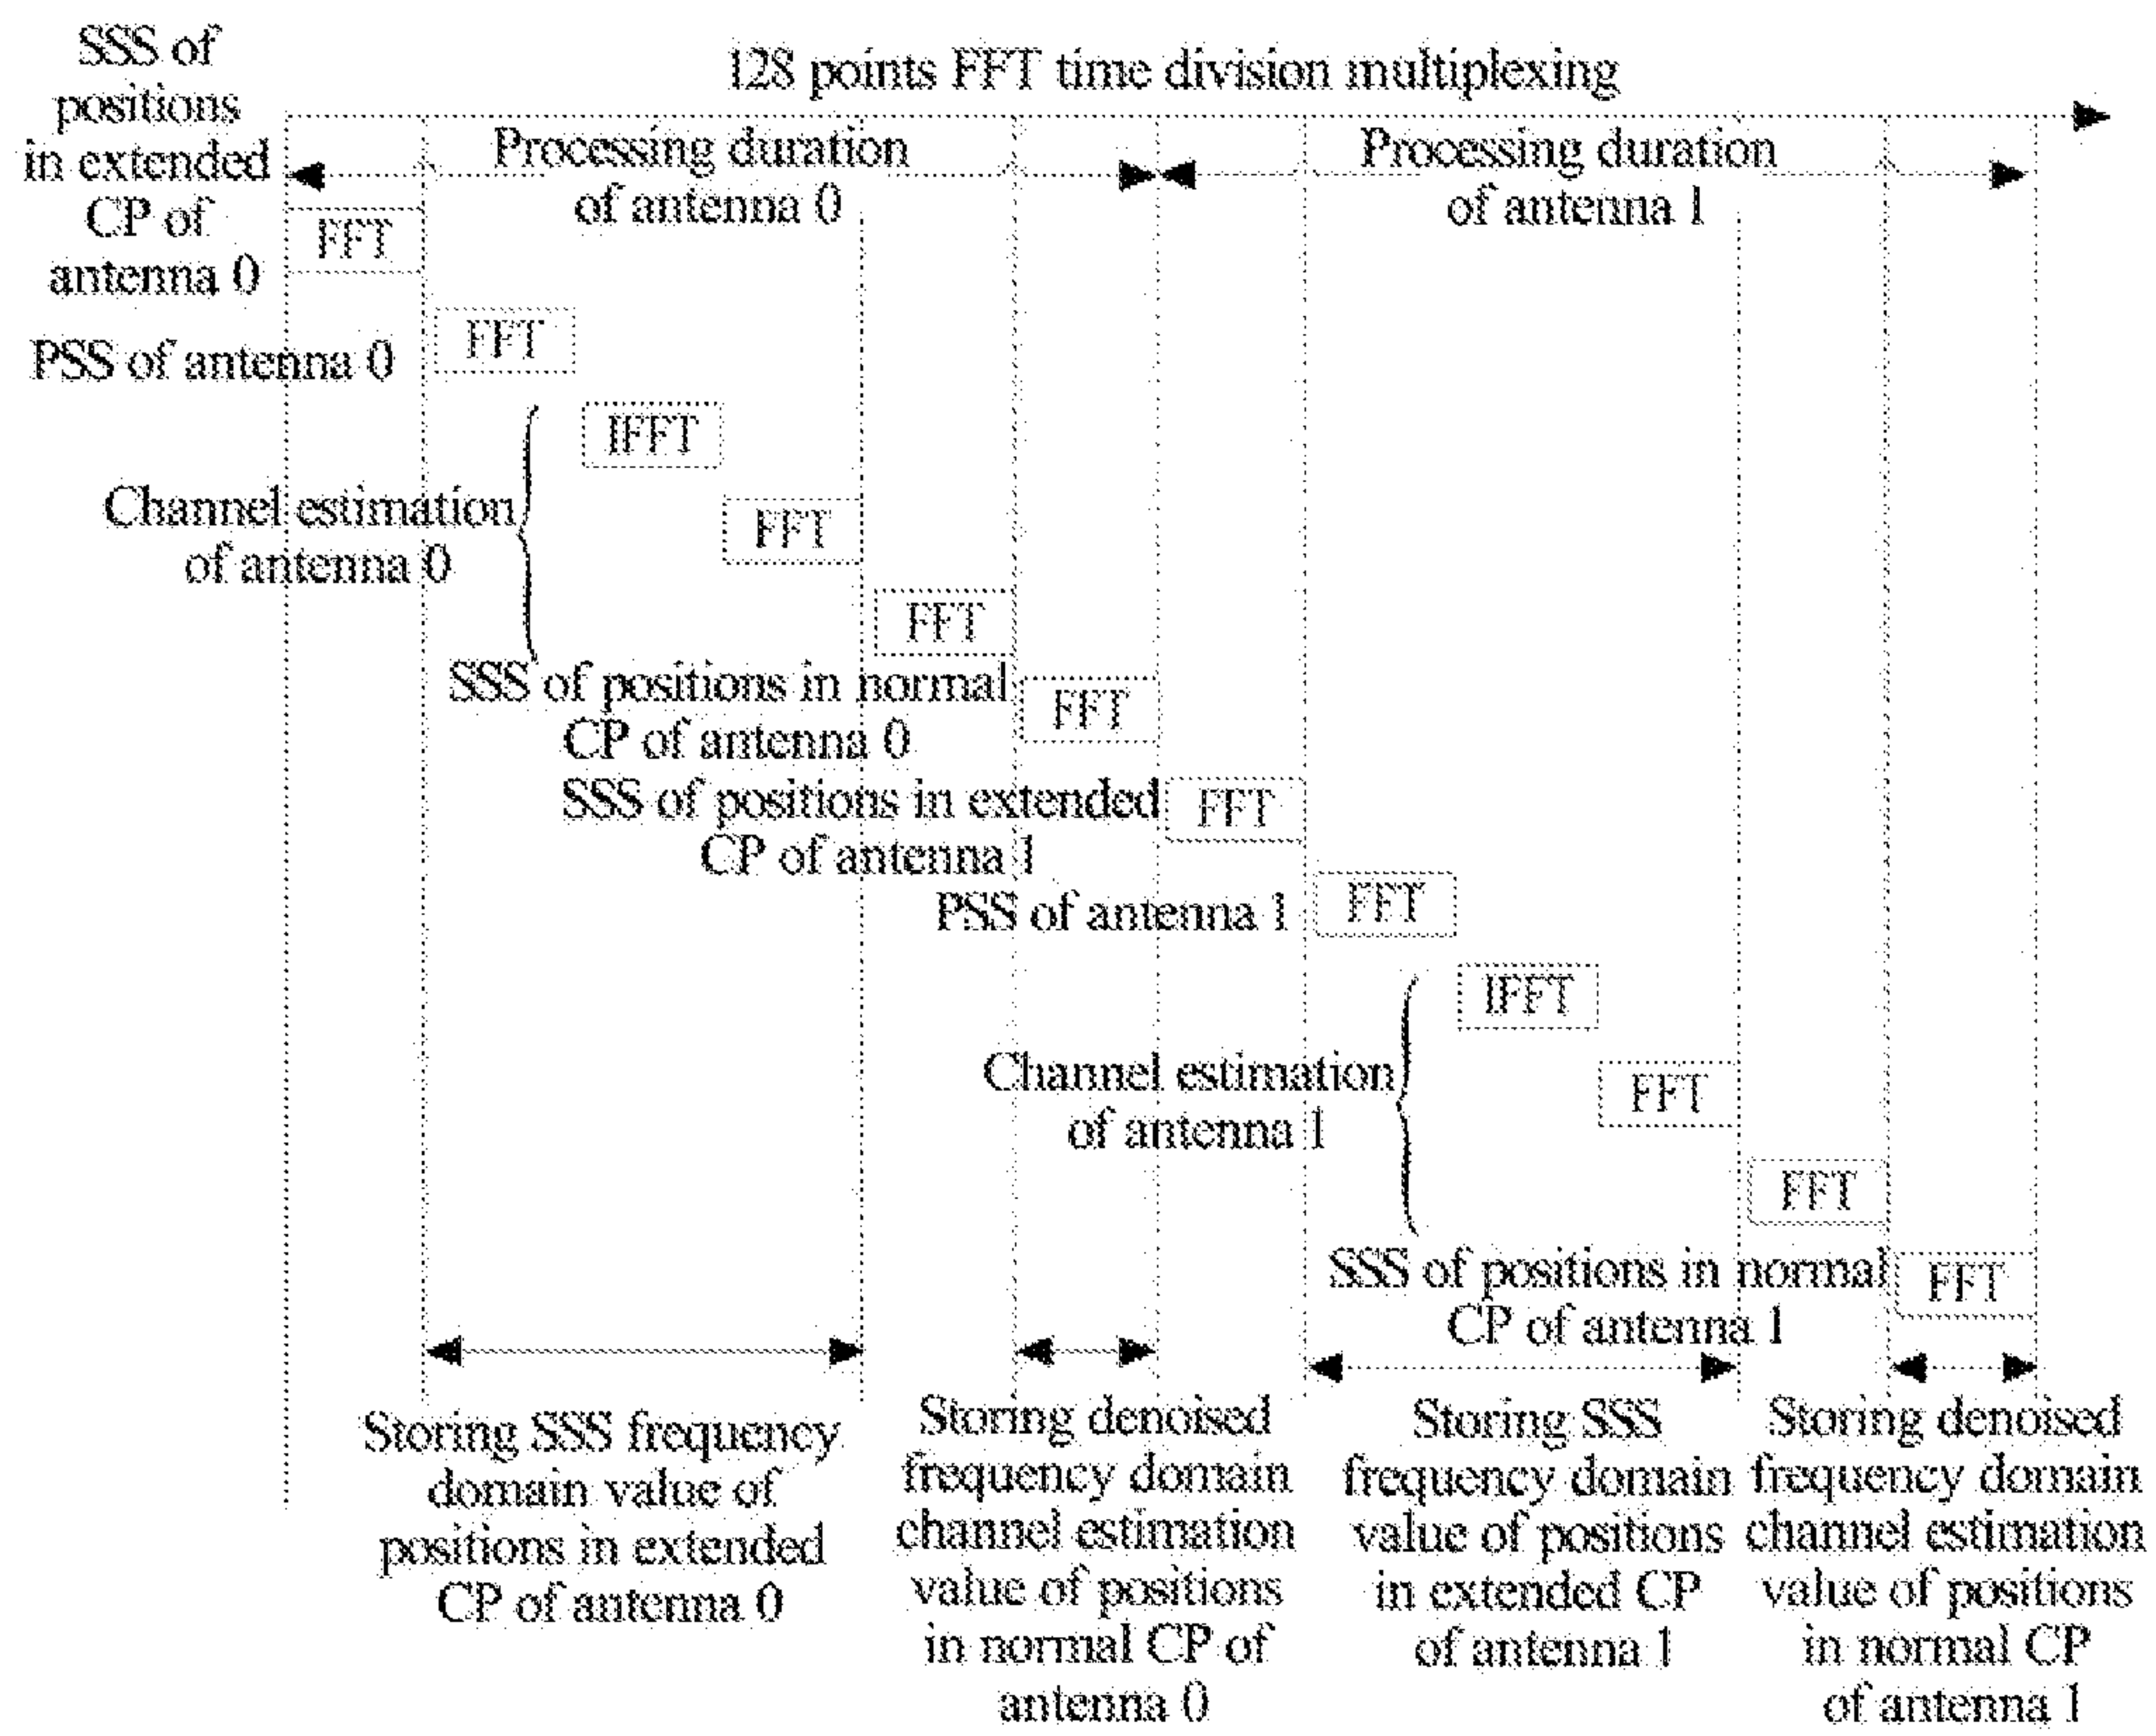 128 points FFT time division multiplexing
SSS of
positions
in extended
CP of
antenna 0
Processing duration
of antenna 0
Processing duration
of antenna 1
FFT
PSS of antenna 0
FFT
IFFT
Channel estimation
of antenna 0
FFT
FFT
SSS of positions in normal
CP of antenna 0
FFT
SSS of positions in extended
CP of antenna 1
FFT
PSS of antenna 1
FFT
IFFT
Channel estimation
of antenna 1
FFT
FFT
SSS of positions in normal
CP of antenna 1
FFT
Storing SSS frequency
domain value of
positions in extended
CP of antenna 0
Storing denoised
frequency domain
channel estimation
value of positions
in normal CP of
antenna 0
Storing SSS
frequency domain
value of positions
in extended CP
of antenna 1
Storing denoised
frequency domain
channel estimation
value of positions
in normal CP
of antenna 1